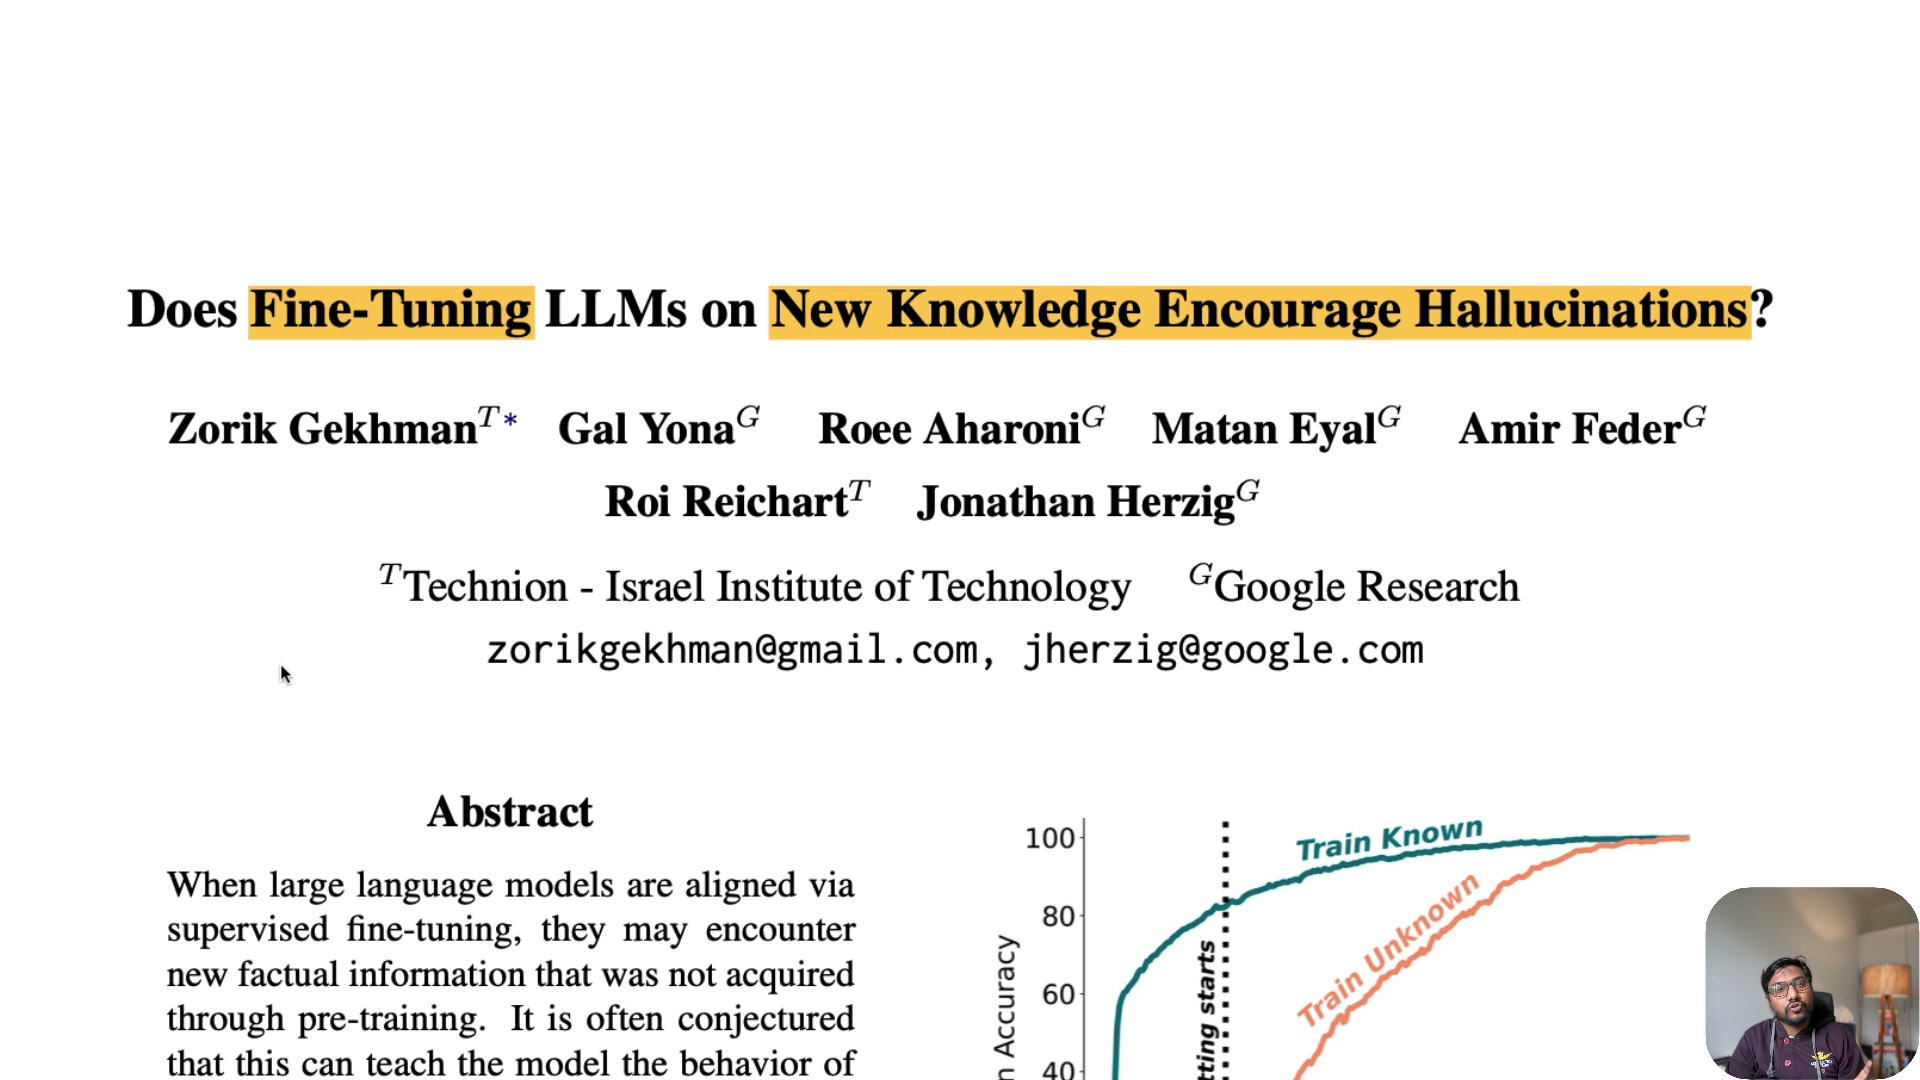 Does Fine-Tuning LLMs on New Knowledge Encourage Hallucinations?
Zorik Gekhman^T* Gal Yona^G Roee Aharoni^G Matan Eyal^G Amir Feder^G
Roi Reichart^T Jonathan Herzig^G
^T Technion - Israel Institute of Technology ^G Google Research
zorikgekhman@gmail.com, jherzig@google.com
Abstract
When large language models are aligned via
supervised fine-tuning, they may encounter
new factual information that was not acquired
through pre-training. It is often conjectured
that this can teach the model the behavior of
100
80
60
40
n Accuracy
tting starts
Train Known
Train Unknown